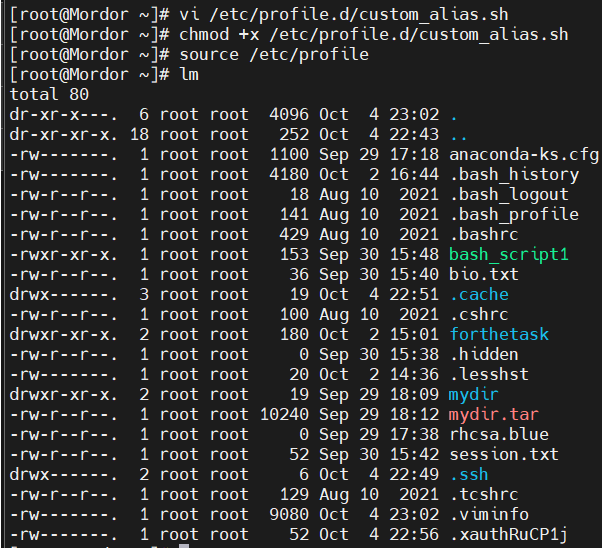 [root@Mordor ~]# vi /etc/profile.d/custom_alias.sh
[root@Mordor ~]# chmod +x /etc/profile.d/custom_alias.sh
[root@Mordor ~]# source /etc/profile
[root@Mordor ~]# lm
total 80
dr-xr-x---.  6 root root  4096 Oct  4 23:02 .
dr-xr-xr-x. 18 root root   252 Oct  4 22:43 ..
-rw-------.  1 root root  1100 Sep 29 17:18 anaconda-ks.cfg
-rw-------.  1 root root  4180 Oct  2 16:44 .bash_history
-rw-r--r--.  1 root root    18 Aug 10  2021 .bash_logout
-rw-r--r--.  1 root root   141 Aug 10  2021 .bash_profile
-rw-r--r--.  1 root root   429 Aug 10  2021 .bashrc
-rwxr-xr-x.  1 root root   153 Sep 30 15:48 bash_script1
-rw-r--r--.  1 root root    36 Sep 30 15:40 bio.txt
drwx------.  3 root root    19 Oct  4 22:51 .cache
-rw-r--r--.  1 root root   100 Aug 10  2021 .cshrc
drwxr-xr-x.  2 root root   180 Oct  2 15:01 forthetask
-rw-r--r--.  1 root root     0 Sep 30 15:38 .hidden
-rw-------.  1 root root    20 Oct  2 14:36 .lesshst
drwxr-xr-x.  2 root root    19 Sep 29 18:09 mydir
-rw-r--r--.  1 root root 10240 Sep 29 18:12 mydir.tar
-rw-r--r--.  1 root root     0 Sep 29 17:38 rhcsa.blue
-rw-r--r--.  1 root root    52 Sep 30 15:42 session.txt
drwx------.  2 root root     6 Oct  4 22:49 .ssh
-rw-r--r--.  1 root root   129 Aug 10  2021 .tcshrc
-rw-------.  1 root root  9080 Oct  4 23:02 .viminfo
-rw-------.  1 root root    52 Oct  4 22:56 .xauthRuCP1j